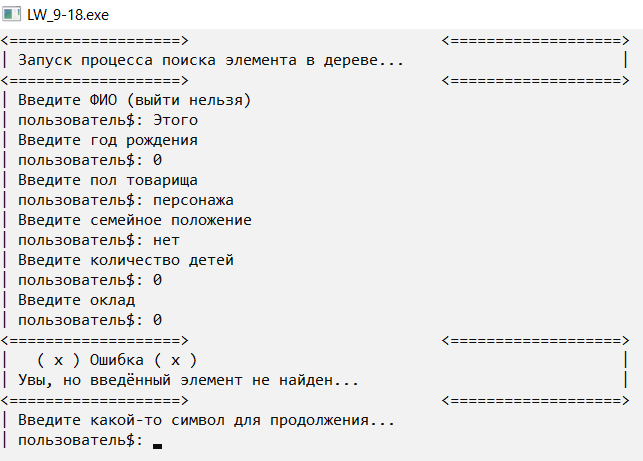 LW_9-18.exe
<===================> <===================>
| Запуск процесса поиска элемента в дереве... |
<===================> <===================>
| Введите ФИО (выйти нельзя)
| пользователь$: Этого
| Введите год рождения
| пользователь$: 0
| Введите пол товарища
| пользователь$: персонажа
| Введите семейное положение
| пользователь$: нет
| Введите количество детей
| пользователь$: 0
| Введите оклад
| пользователь$: 0
<===================> <===================>
| ( x ) Ошибка ( x ) |
| Увы, но введённый элемент не найден... |
<===================> <===================>
| Введите какой-то символ для продолжения...
| пользователь$: _